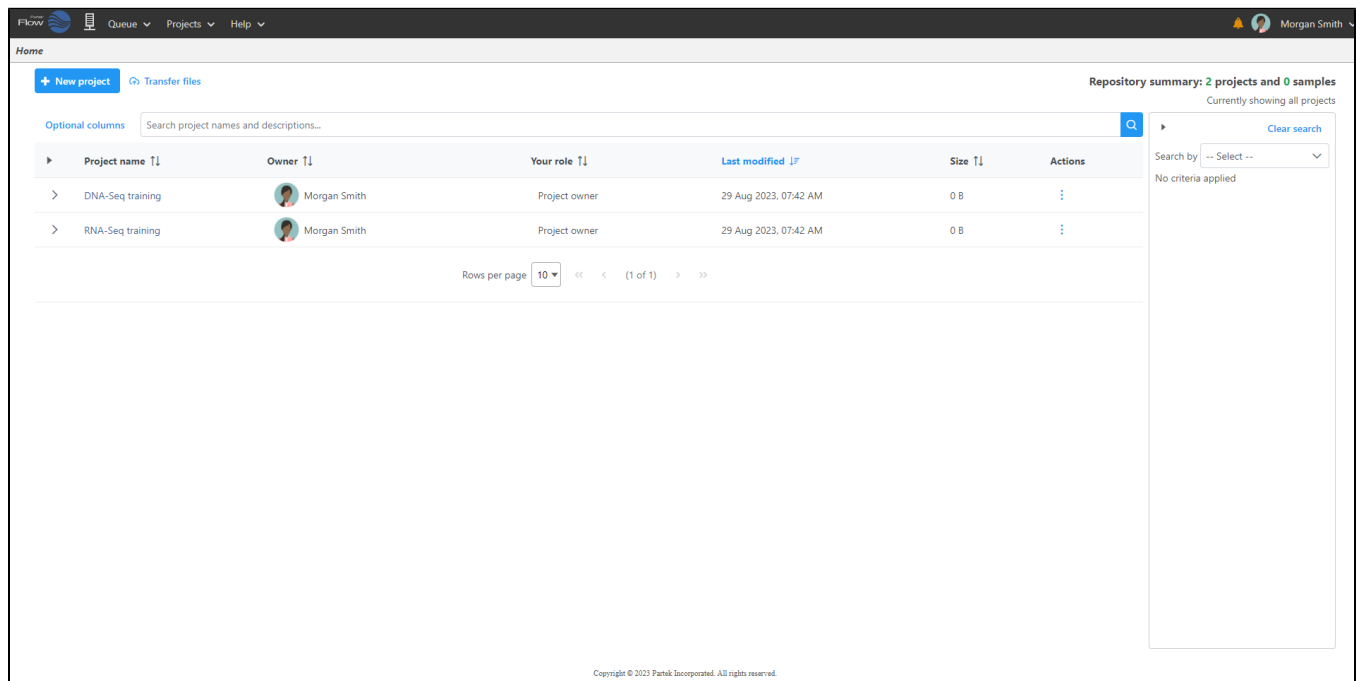 Partek
Flow Queue Projects Help Morgan Smith
Home
New project Transfer files Repository summary: 2 projects and 0 samples
Currently showing all projects
Optional columns Search project names and descriptions... Clear search
Search by -- Select --
No criteria applied
Project name Owner Your role Last modified Size Actions
DNA-Seq training Morgan Smith Project owner 29 Aug 2023, 07:42 AM 0 B
RNA-Seq training Morgan Smith Project owner 29 Aug 2023, 07:42 AM 0 B
Rows per page 10 (1 of 1)
Copyright © 2023 Partek Incorporated. All rights reserved.